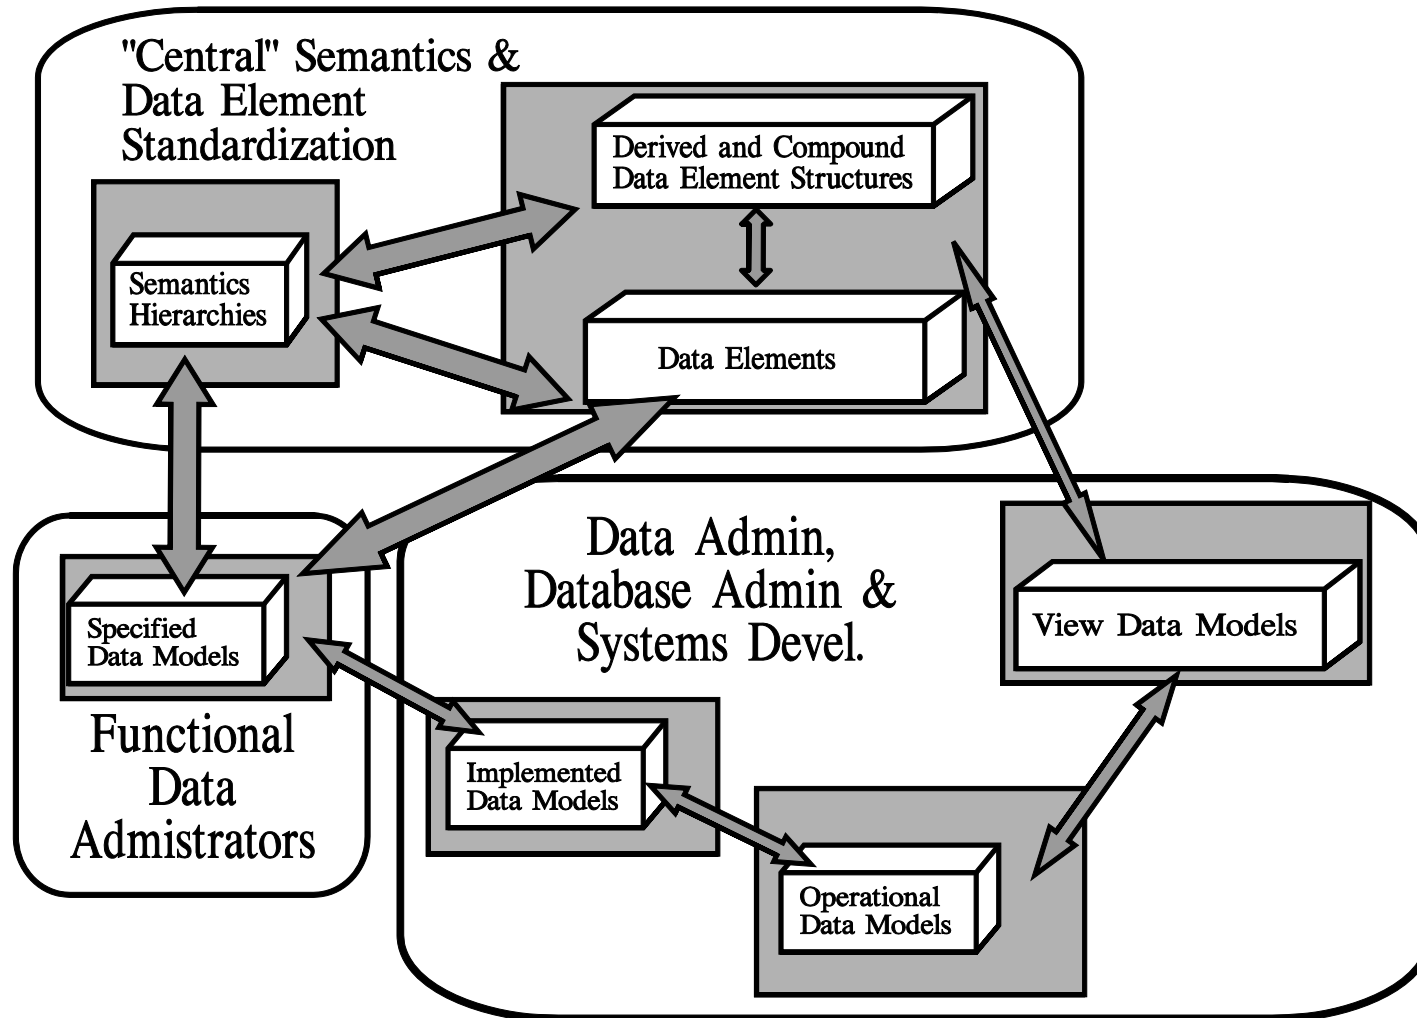 "Central" Semantics &
Data Element
Standardization
Derived and Compound
Data Element Structures
Semantics
Hierarchies
Data Elements
Data Admin,
Database Admin &
Systems Devel.
View Data Models
Specified
Data Models
Functional
Data
Admistrators
Implemented
Data Models
Operational
Data Models